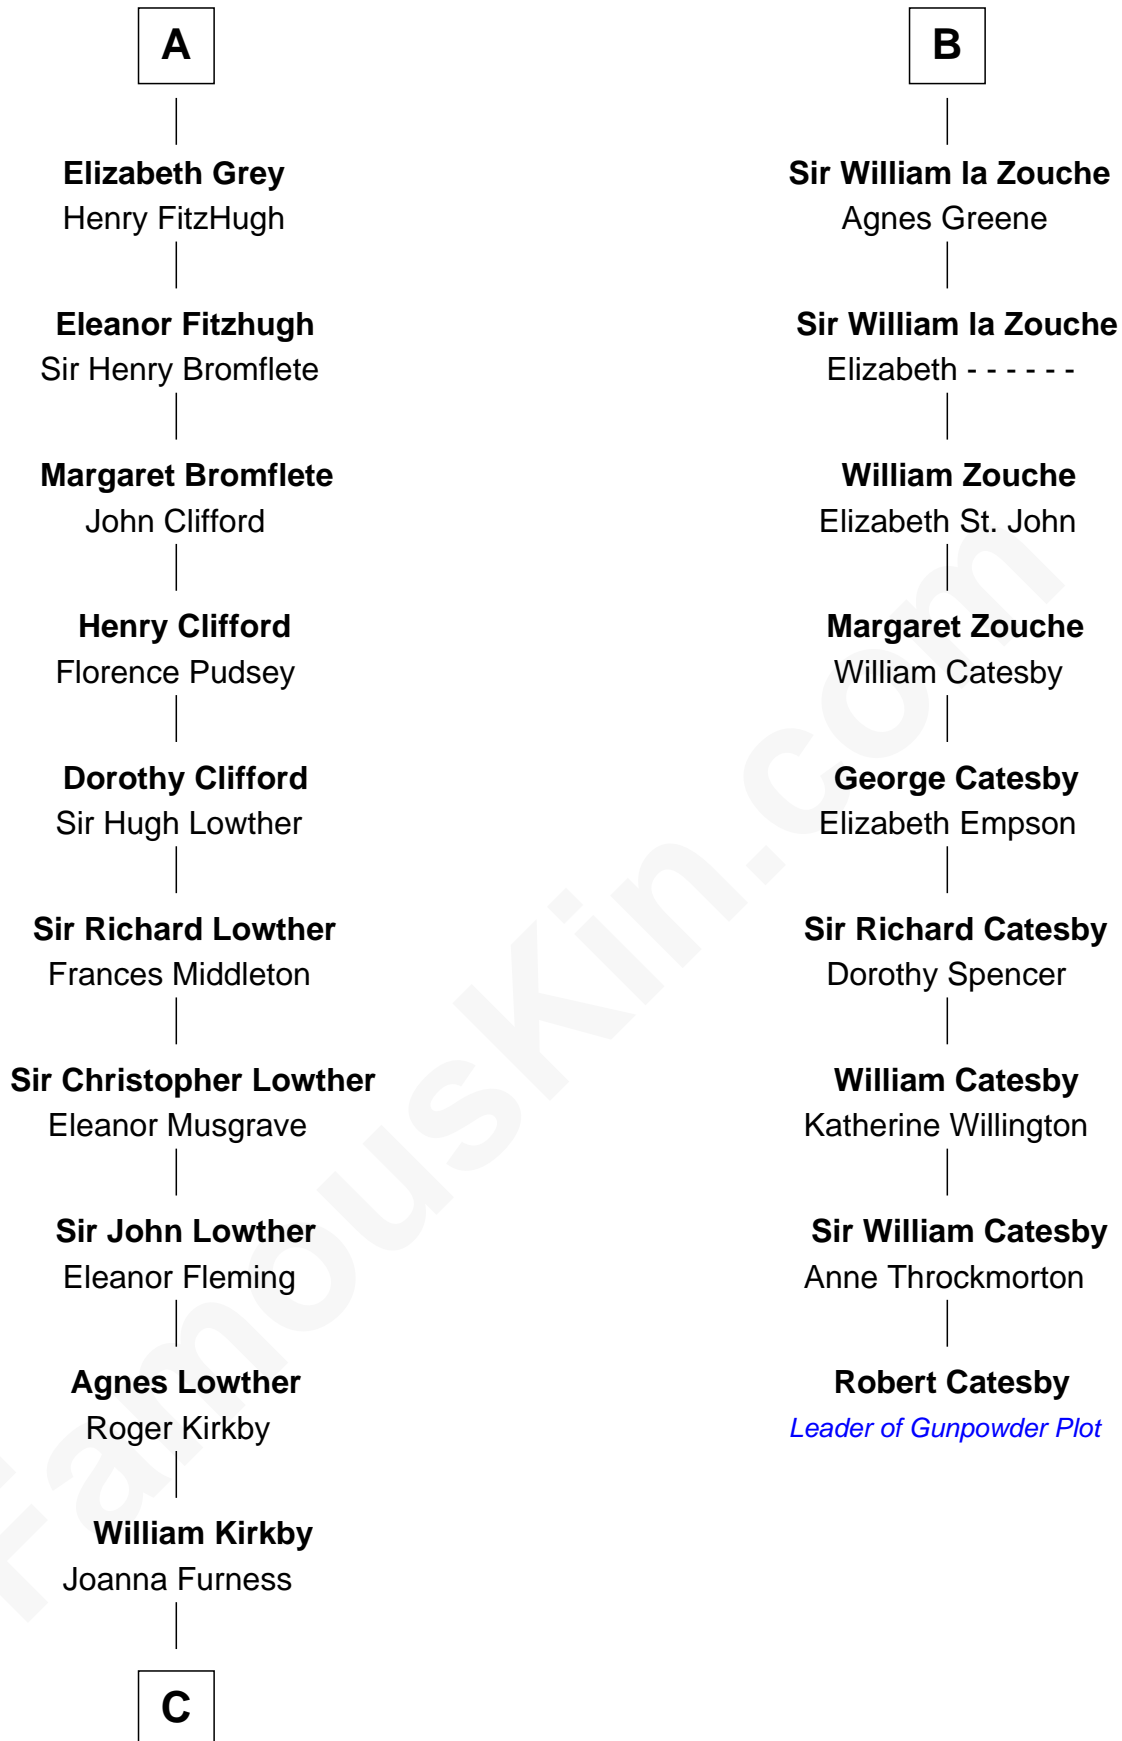 A
Elizabeth Grey
Henry FitzHugh
Eleanor Fitzhugh
Sir Henry Bromflete
Margaret Bromflete
John Clifford
Henry Clifford
Florence Pudsey
Dorothy Clifford
Sir Hugh Lowther
Sir Richard Lowther
Frances Middleton
Sir Christopher Lowther
Eleanor Musgrave
Sir John Lowther
Eleanor Fleming
Agnes Lowther
Roger Kirkby
William Kirkby
Joanna Furness
C
B
Sir William la Zouche
Agnes Greene
Sir William la Zouche
Elizabeth - - - - - -
William Zouche
Elizabeth St. John
Margaret Zouche
William Catesby
George Catesby
Elizabeth Empson
Sir Richard Catesby
Dorothy Spencer
William Catesby
Katherine Willington
Sir William Catesby
Anne Throckmorton
Robert Catesby
Leader of Gunpowder Plot
FamousKin.com